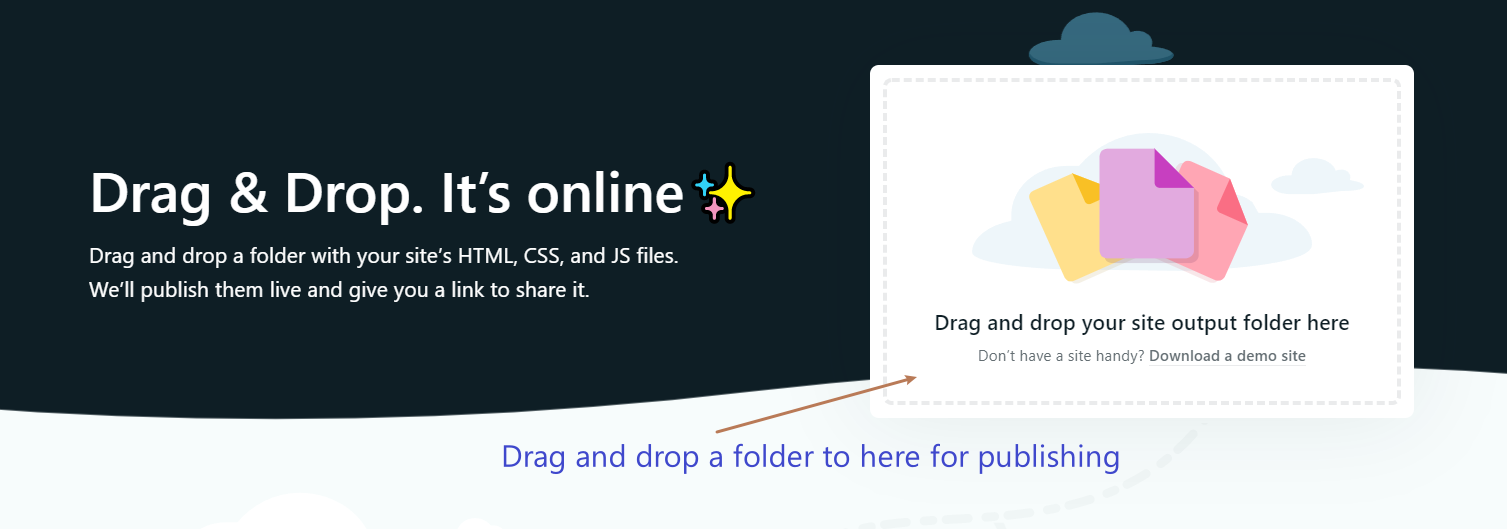 Drag & Drop. It’s online
Drag and drop a folder with your site’s HTML, CSS, and JS files.
We’ll publish them live and give you a link to share it.
Drag and drop your site output folder here
Don’t have a site handy? Download a demo site
Drag and drop a folder to here for publishing